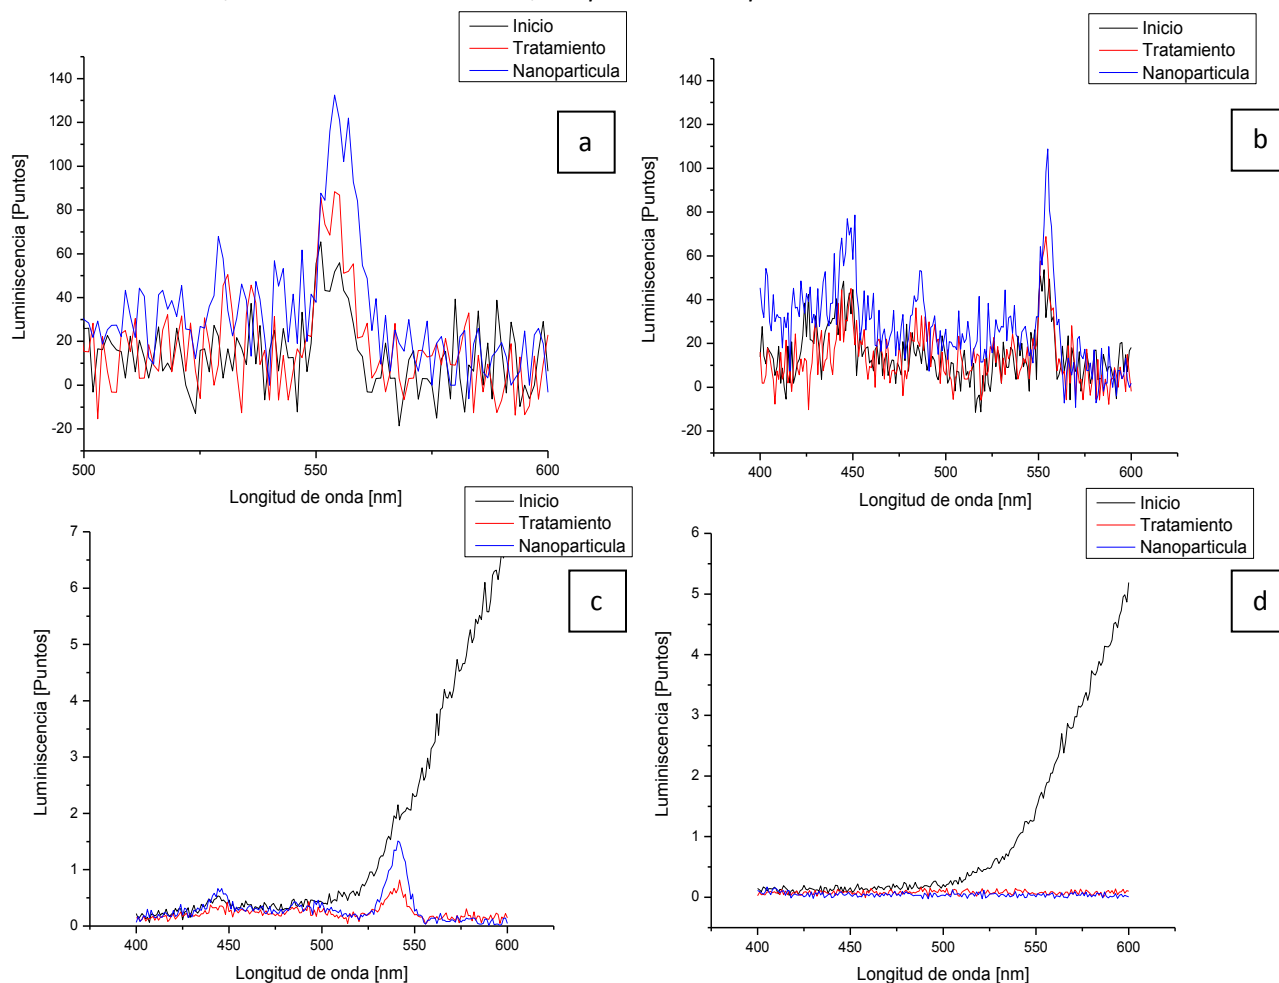 Inicio
Tratamiento
Nanoparticula
140
120
100
80
60
40
20
0
-20
500
550
600
Luminiscencia [Puntos]
Longitud de onda [nm]
a
Inicio
Tratamiento
Nanoparticula
140
120
100
80
60
40
20
0
-20
400
450
500
550
600
Luminiscencia [Puntos]
Longitud de onda [nm]
b
Inicio
Tratamiento
Nanoparticula
7
6
5
4
3
2
1
0
400
450
500
550
600
Luminiscencia [Puntos]
Longitud de onda [nm]
c
Inicio
Tratamiento
Nanoparticula
6
5
4
3
2
1
0
400
450
500
550
600
Luminiscencia [Puntos]
Longitud de onda [nm]
d